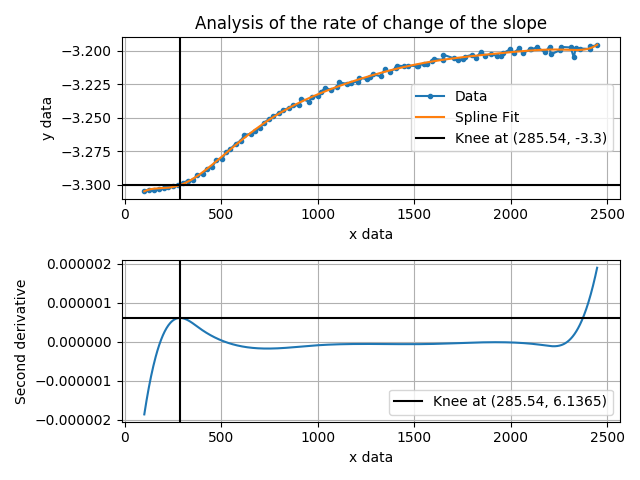 Analysis of the rate of change of the slope
−3.200
−3.225
−3.250
−3.275
−3.300
y data
Data
Spline Fit
Knee at (285.54, -3.3)
0 500 1000 1500 2000 2500
x data
0.000002
0.000001
0.000000
−0.000001
−0.000002
Second derivative
Knee at (285.54, 6.1365)
0 500 1000 1500 2000 2500
x data